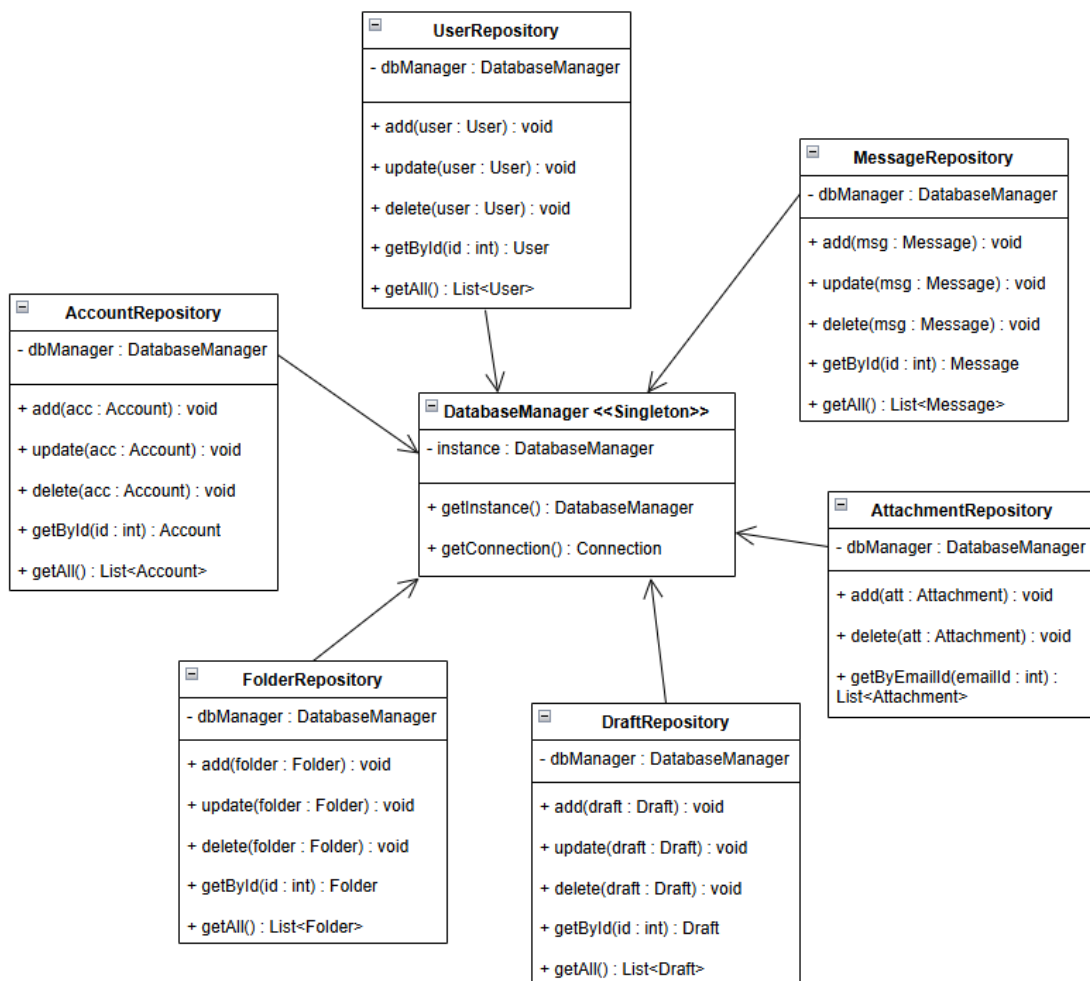 UserRepository
- dbManager : DatabaseManager
+ add(user : User) : void
+ update(user : User) : void
+ delete(user : User) : void
+ getById(id : int) : User
+ getAll() : List<User>
MessageRepository
- dbManager : DatabaseManager
+ add(msg : Message) : void
+ update(msg : Message) : void
+ delete(msg : Message) : void
+ getById(id : int) : Message
+ getAll() : List<Message>
AccountRepository
- dbManager : DatabaseManager
+ add(acc : Account) : void
+ update(acc : Account) : void
+ delete(acc : Account) : void
+ getById(id : int) : Account
+ getAll() : List<Account>
DatabaseManager <<Singleton>>
- instance : DatabaseManager
+ getInstance() : DatabaseManager
+ getConnection() : Connection
AttachmentRepository
- dbManager : DatabaseManager
+ add(att : Attachment) : void
+ delete(att : Attachment) : void
+ getByEmailId(emailId : int) :
List<Attachment>
FolderRepository
- dbManager : DatabaseManager
+ add(folder : Folder) : void
+ update(folder : Folder) : void
+ delete(folder : Folder) : void
+ getById(id : int) : Folder
+ getAll() : List<Folder>
DraftRepository
- dbManager : DatabaseManager
+ add(draft : Draft) : void
+ update(draft : Draft) : void
+ delete(draft : Draft) : void
+ getById(id : int) : Draft
+ getAll() : List<Draft>